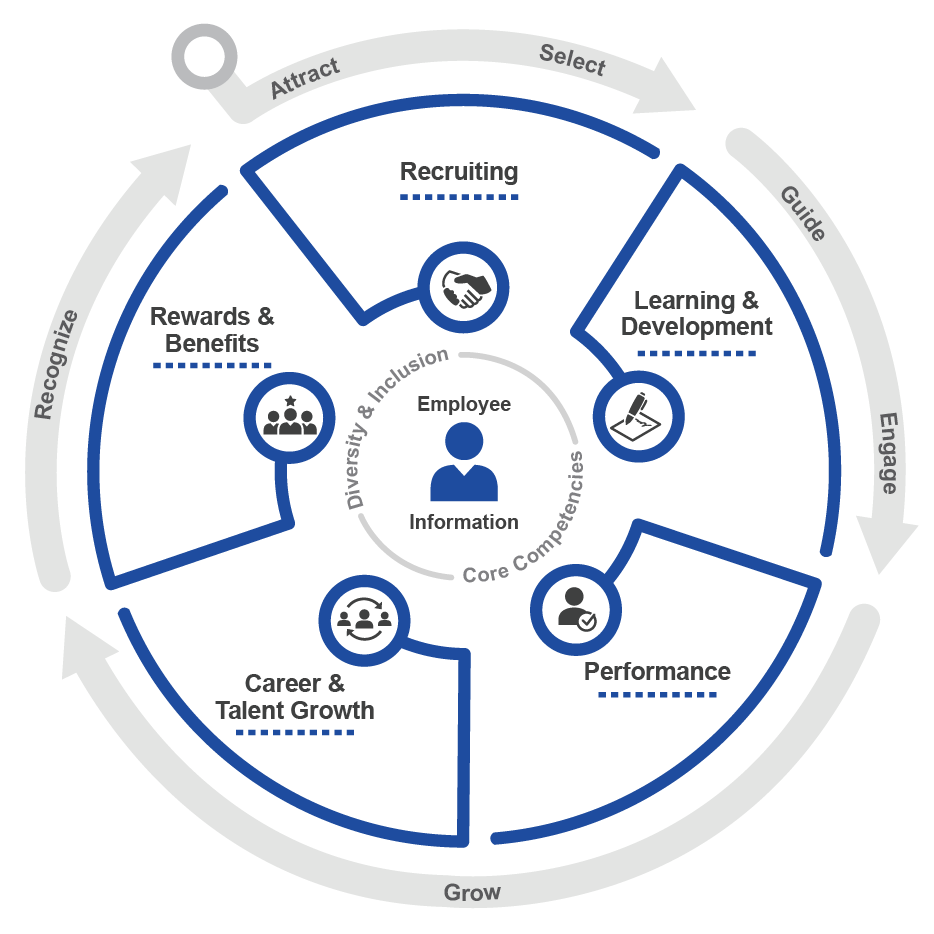 Attract
Select
Guide
Engage
Grow
Recognize
Recruiting
Learning &
Development
Performance
Career &
Talent Growth
Rewards &
Benefits
Diversity & Inclusion
Core Competencies
Employee
Information